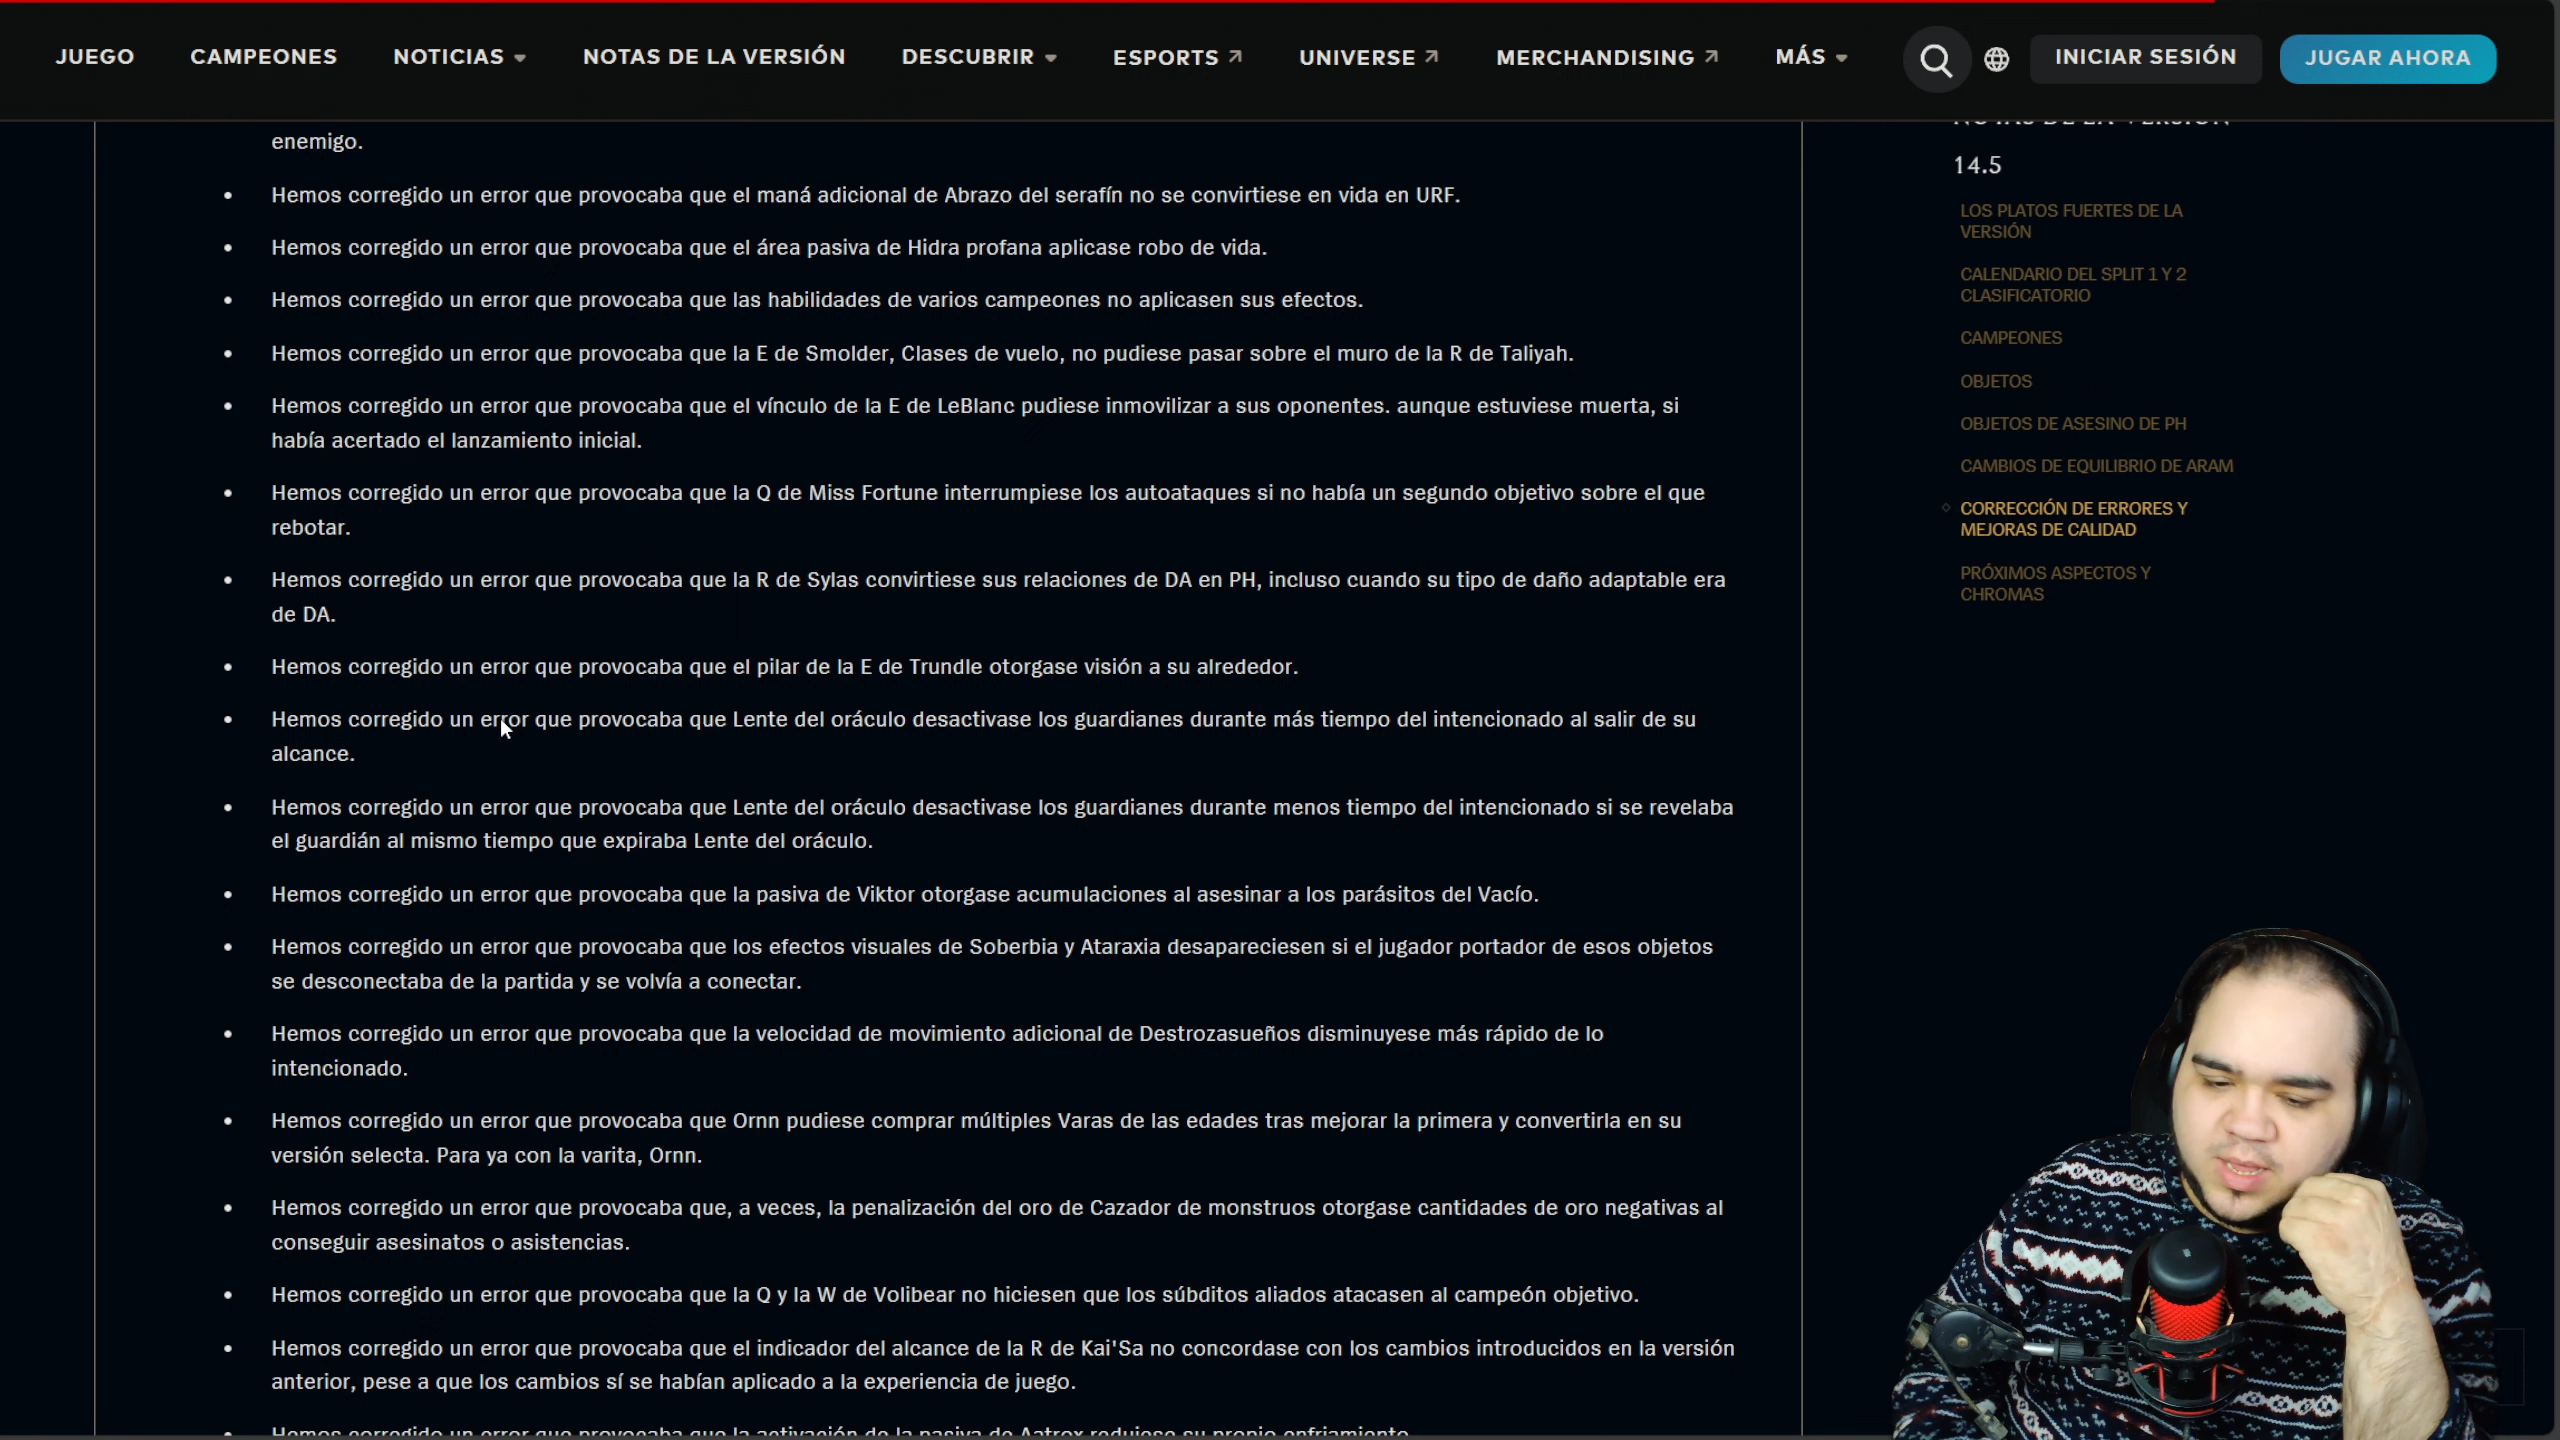 JUEGO CAMPEONES NOTICIAS NOTAS DE LA VERSIÓN DESCUBRIR ESPORTS UNIVERSE MERCHANDISING MÁS INICIAR SESIÓN JUGAR AHORA
enemigo.
Hemos corregido un error que provocaba que el maná adicional de Abrazo del serafín no se convirtiese en vida en URF.
Hemos corregido un error que provocaba que el área pasiva de Hidra profana aplicase robo de vida.
Hemos corregido un error que provocaba que las habilidades de varios campeones no aplicasen sus efectos.
Hemos corregido un error que provocaba que la E de Smolder, Clases de vuelo, no pudiese pasar sobre el muro de la R de Taliyah.
Hemos corregido un error que provocaba que el vínculo de la E de LeBlanc pudiese inmovilizar a sus oponentes. aunque estuviese muerta, si
había acertado el lanzamiento inicial.
Hemos corregido un error que provocaba que la Q de Miss Fortune interrumpiese los autoataques si no había un segundo objetivo sobre el que
rebotar.
Hemos corregido un error que provocaba que la R de Sylas convirtiese sus relaciones de DA en PH, incluso cuando su tipo de daño adaptable era
de DA.
Hemos corregido un error que provocaba que el pilar de la E de Trundle otorgase visión a su alrededor.
Hemos corregido un error que provocaba que Lente del oráculo desactivase los guardianes durante más tiempo del intencionado al salir de su
alcance.
Hemos corregido un error que provocaba que Lente del oráculo desactivase los guardianes durante menos tiempo del intencionado si se revelaba
el guardián al mismo tiempo que expiraba Lente del oráculo.
Hemos corregido un error que provocaba que la pasiva de Viktor otorgase acumulaciones al asesinar a los parásitos del Vacío.
Hemos corregido un error que provocaba que los efectos visuales de Soberbia y Ataraxia desapareciesen si el jugador portador de esos objetos
se desconectaba de la partida y se volvía a conectar.
Hemos corregido un error que provocaba que la velocidad de movimiento adicional de Destrozasueños disminuyese más rápido de lo
intencionado.
Hemos corregido un error que provocaba que Ornn pudiese comprar múltiples Varas de las edades tras mejorar la primera y convertirla en su
versión selecta. Para ya con la varita, Ornn.
Hemos corregido un error que provocaba que, a veces, la penalización del oro de Cazador de monstruos otorgase cantidades de oro negativas al
conseguir asesinatos o asistencias.
Hemos corregido un error que provocaba que la Q y la W de Volibear no hiciesen que los súbditos aliados atacasen al campeón objetivo.
Hemos corregido un error que provocaba que el indicador del alcance de la R de Kai'Sa no concordase con los cambios introducidos en la versión
anterior, pese a que los cambios sí se habían aplicado a la experiencia de juego.
Hemos corregido un error que provocaba que la activación de la pasiva de Aatrox redujese su propio enfriamiento.
NOTAS DE LA VERSIÓN
14.5
LOS PLATOS FUERTES DE LA
VERSIÓN
CALENDARIO DEL SPLIT 1 Y 2
CLASIFICATORIO
CAMPEONES
OBJETOS
OBJETOS DE ASESINO DE PH
CAMBIOS DE EQUILIBRIO DE ARAM
CORRECCIÓN DE ERRORES Y
MEJORAS DE CALIDAD
PRÓXIMOS ASPECTOS Y
CHROMAS